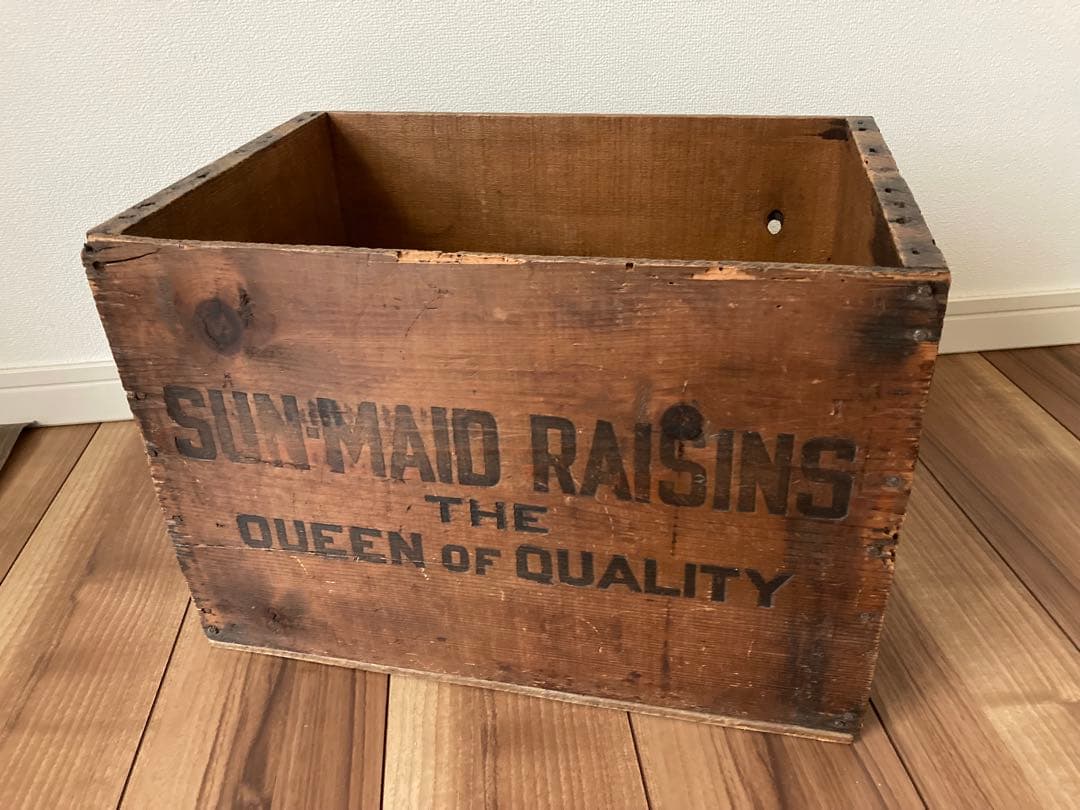 SUN-MAID RAISINS
THE
QUEEN OF QUALITY